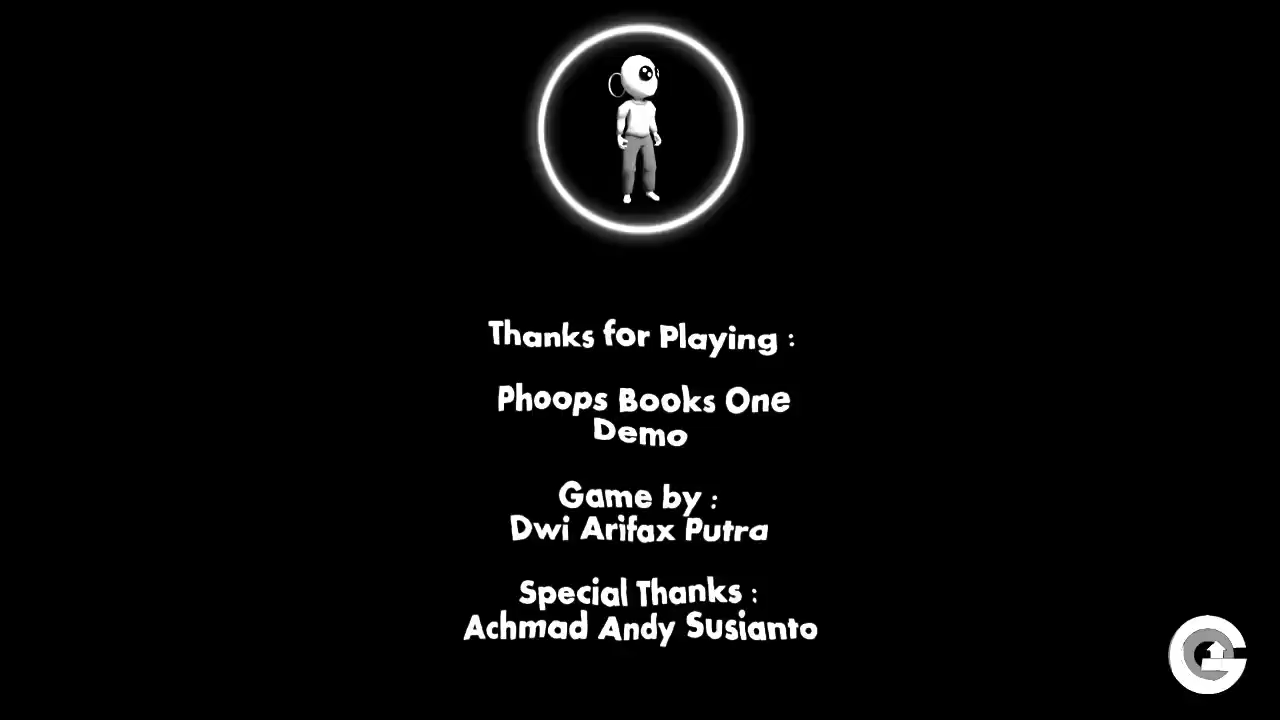 Thanks for Playing :
Phoops Books One
Demo
Game by :
Dwi Arifax Putra
Special Thanks :
Achmad Andy Susianto